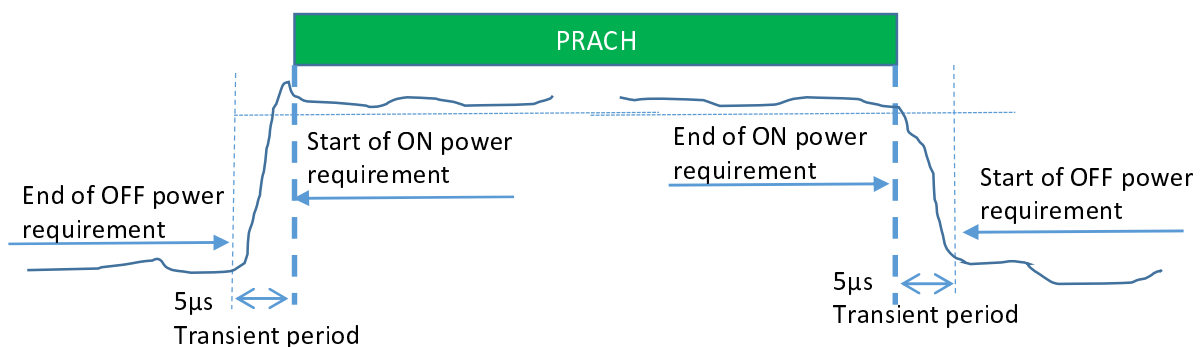 PRACH
Start of ON power
requirement
End of ON power
requirement
End of OFF power
requirement
Start of OFF power
requirement
5µs
Transient period
5µs
Transient period